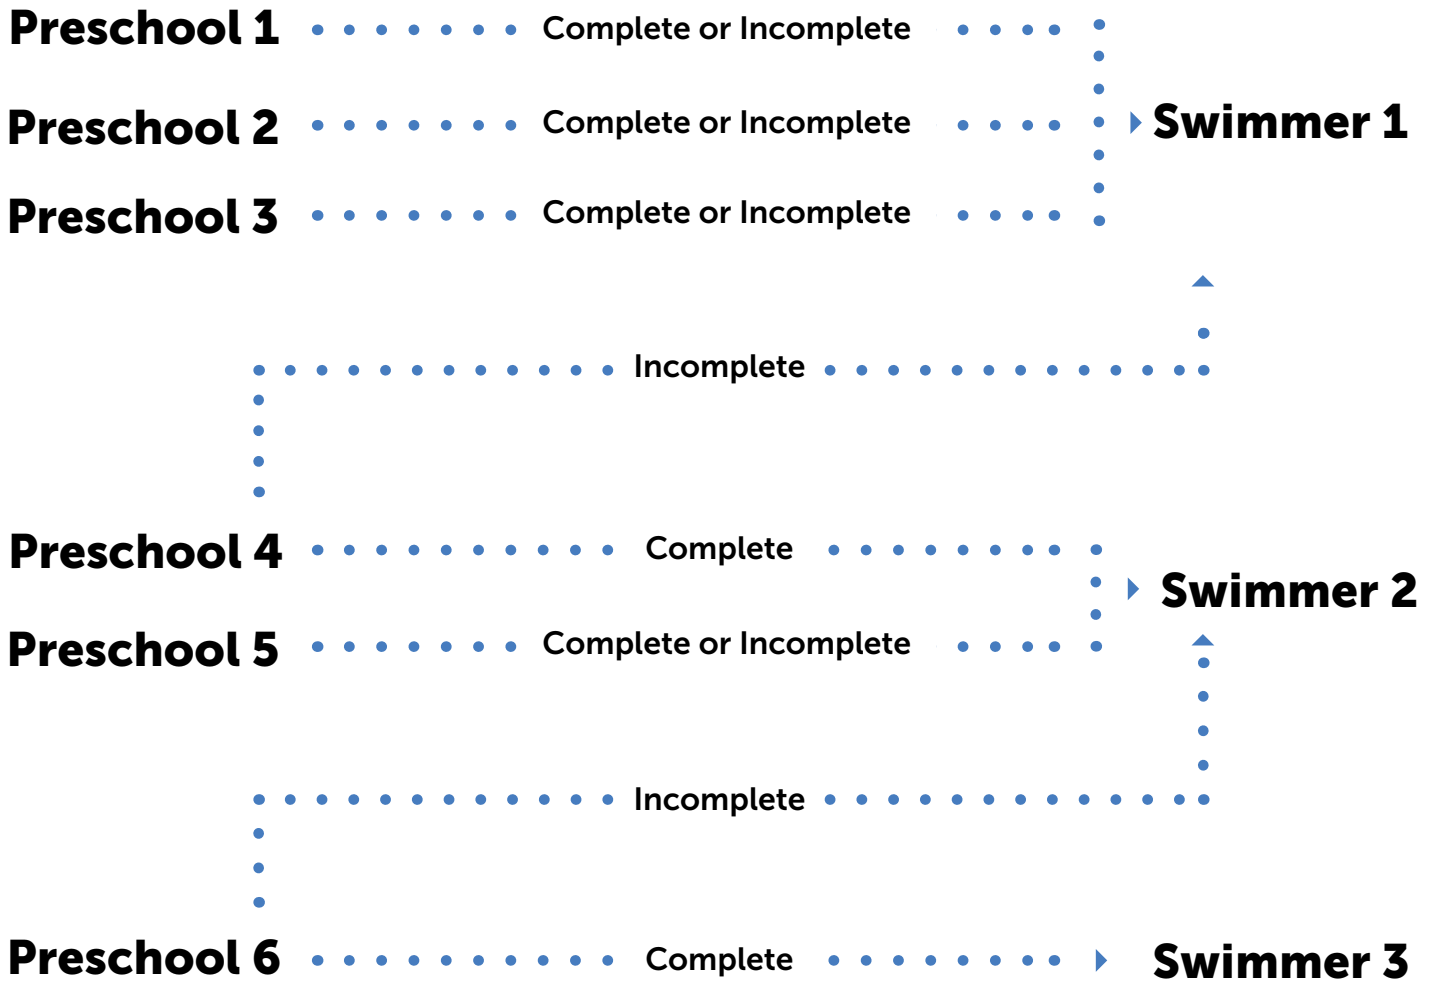 Preschool 1 Complete or Incomplete
Preschool 2 Complete or Incomplete Swimmer 1
Preschool 3 Complete or Incomplete
Incomplete
Preschool 4 Complete
Swimmer 2
Preschool 5 Complete or Incomplete
Incomplete
Preschool 6 Complete Swimmer 3